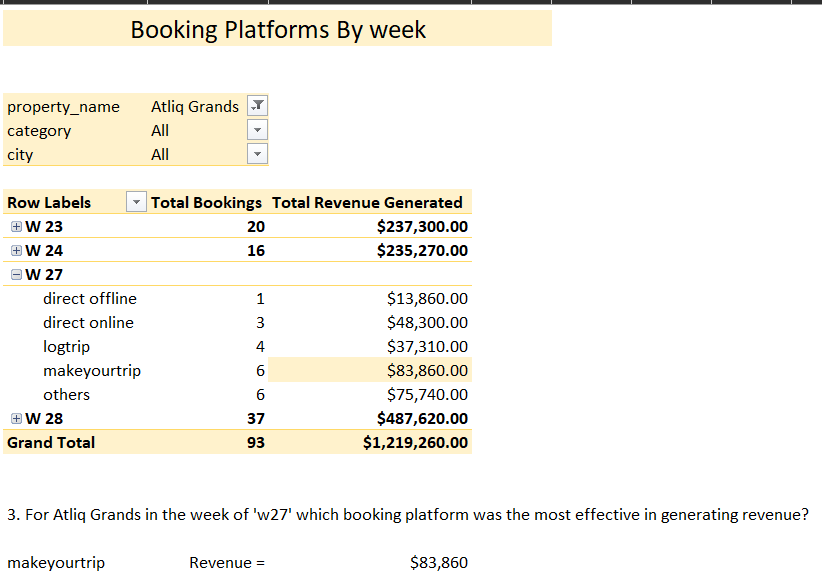 Booking Platforms By week
property_name Atliq Grands
category All
city All
Row Labels Total Bookings Total Revenue Generated
W 23 20 $237,300.00
W 24 16 $235,270.00
W 27
direct offline 1 $13,860.00
direct online 3 $48,300.00
logtrip 4 $37,310.00
makeyourtrip 6 $83,860.00
others 6 $75,740.00
W 28 37 $487,620.00
Grand Total 93 $1,219,260.00
3. For Atliq Grands in the week of 'w27' which booking platform was the most effective in generating revenue?
makeyourtrip Revenue = $83,860